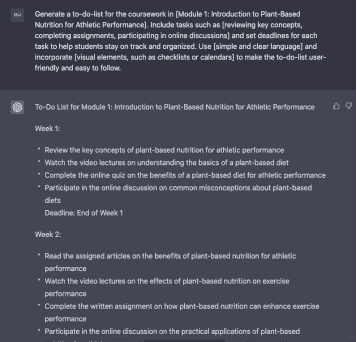 PH
Generate a to-do-list for the coursework in [Module 1: Introduction to Plant-Based
Nutrition for Athletic Performance]. Include tasks such as [reviewing key concepts,
completing assignments, participating in online discussions] and set deadlines for each
task to help students stay on track and organized. Use [simple and clear language] and
incorporate [visual elements, such as checklists or calendars] to make the to-do-list user-
friendly and easy to follow.
To-Do List for Module 1: Introduction to Plant-Based Nutrition for Athletic Performance
Week 1:
• Review the key concepts of plant-based nutrition for athletic performance
• Watch the video lectures on understanding the basics of a plant-based diet
• Complete the online quiz on the benefits of a plant-based diet for athletic performance
• Participate in the online discussion on common misconceptions about plant-based
diets
Deadline: End of Week 1
Week 2:
• Read the assigned articles on the benefits of plant-based nutrition for athletic
performance
• Watch the video lectures on the effects of plant-based nutrition on exercise
performance
• Complete the written assignment on how plant-based nutrition can enhance exercise
performance
• Participate in the online discussion on the practical applications of plant-based